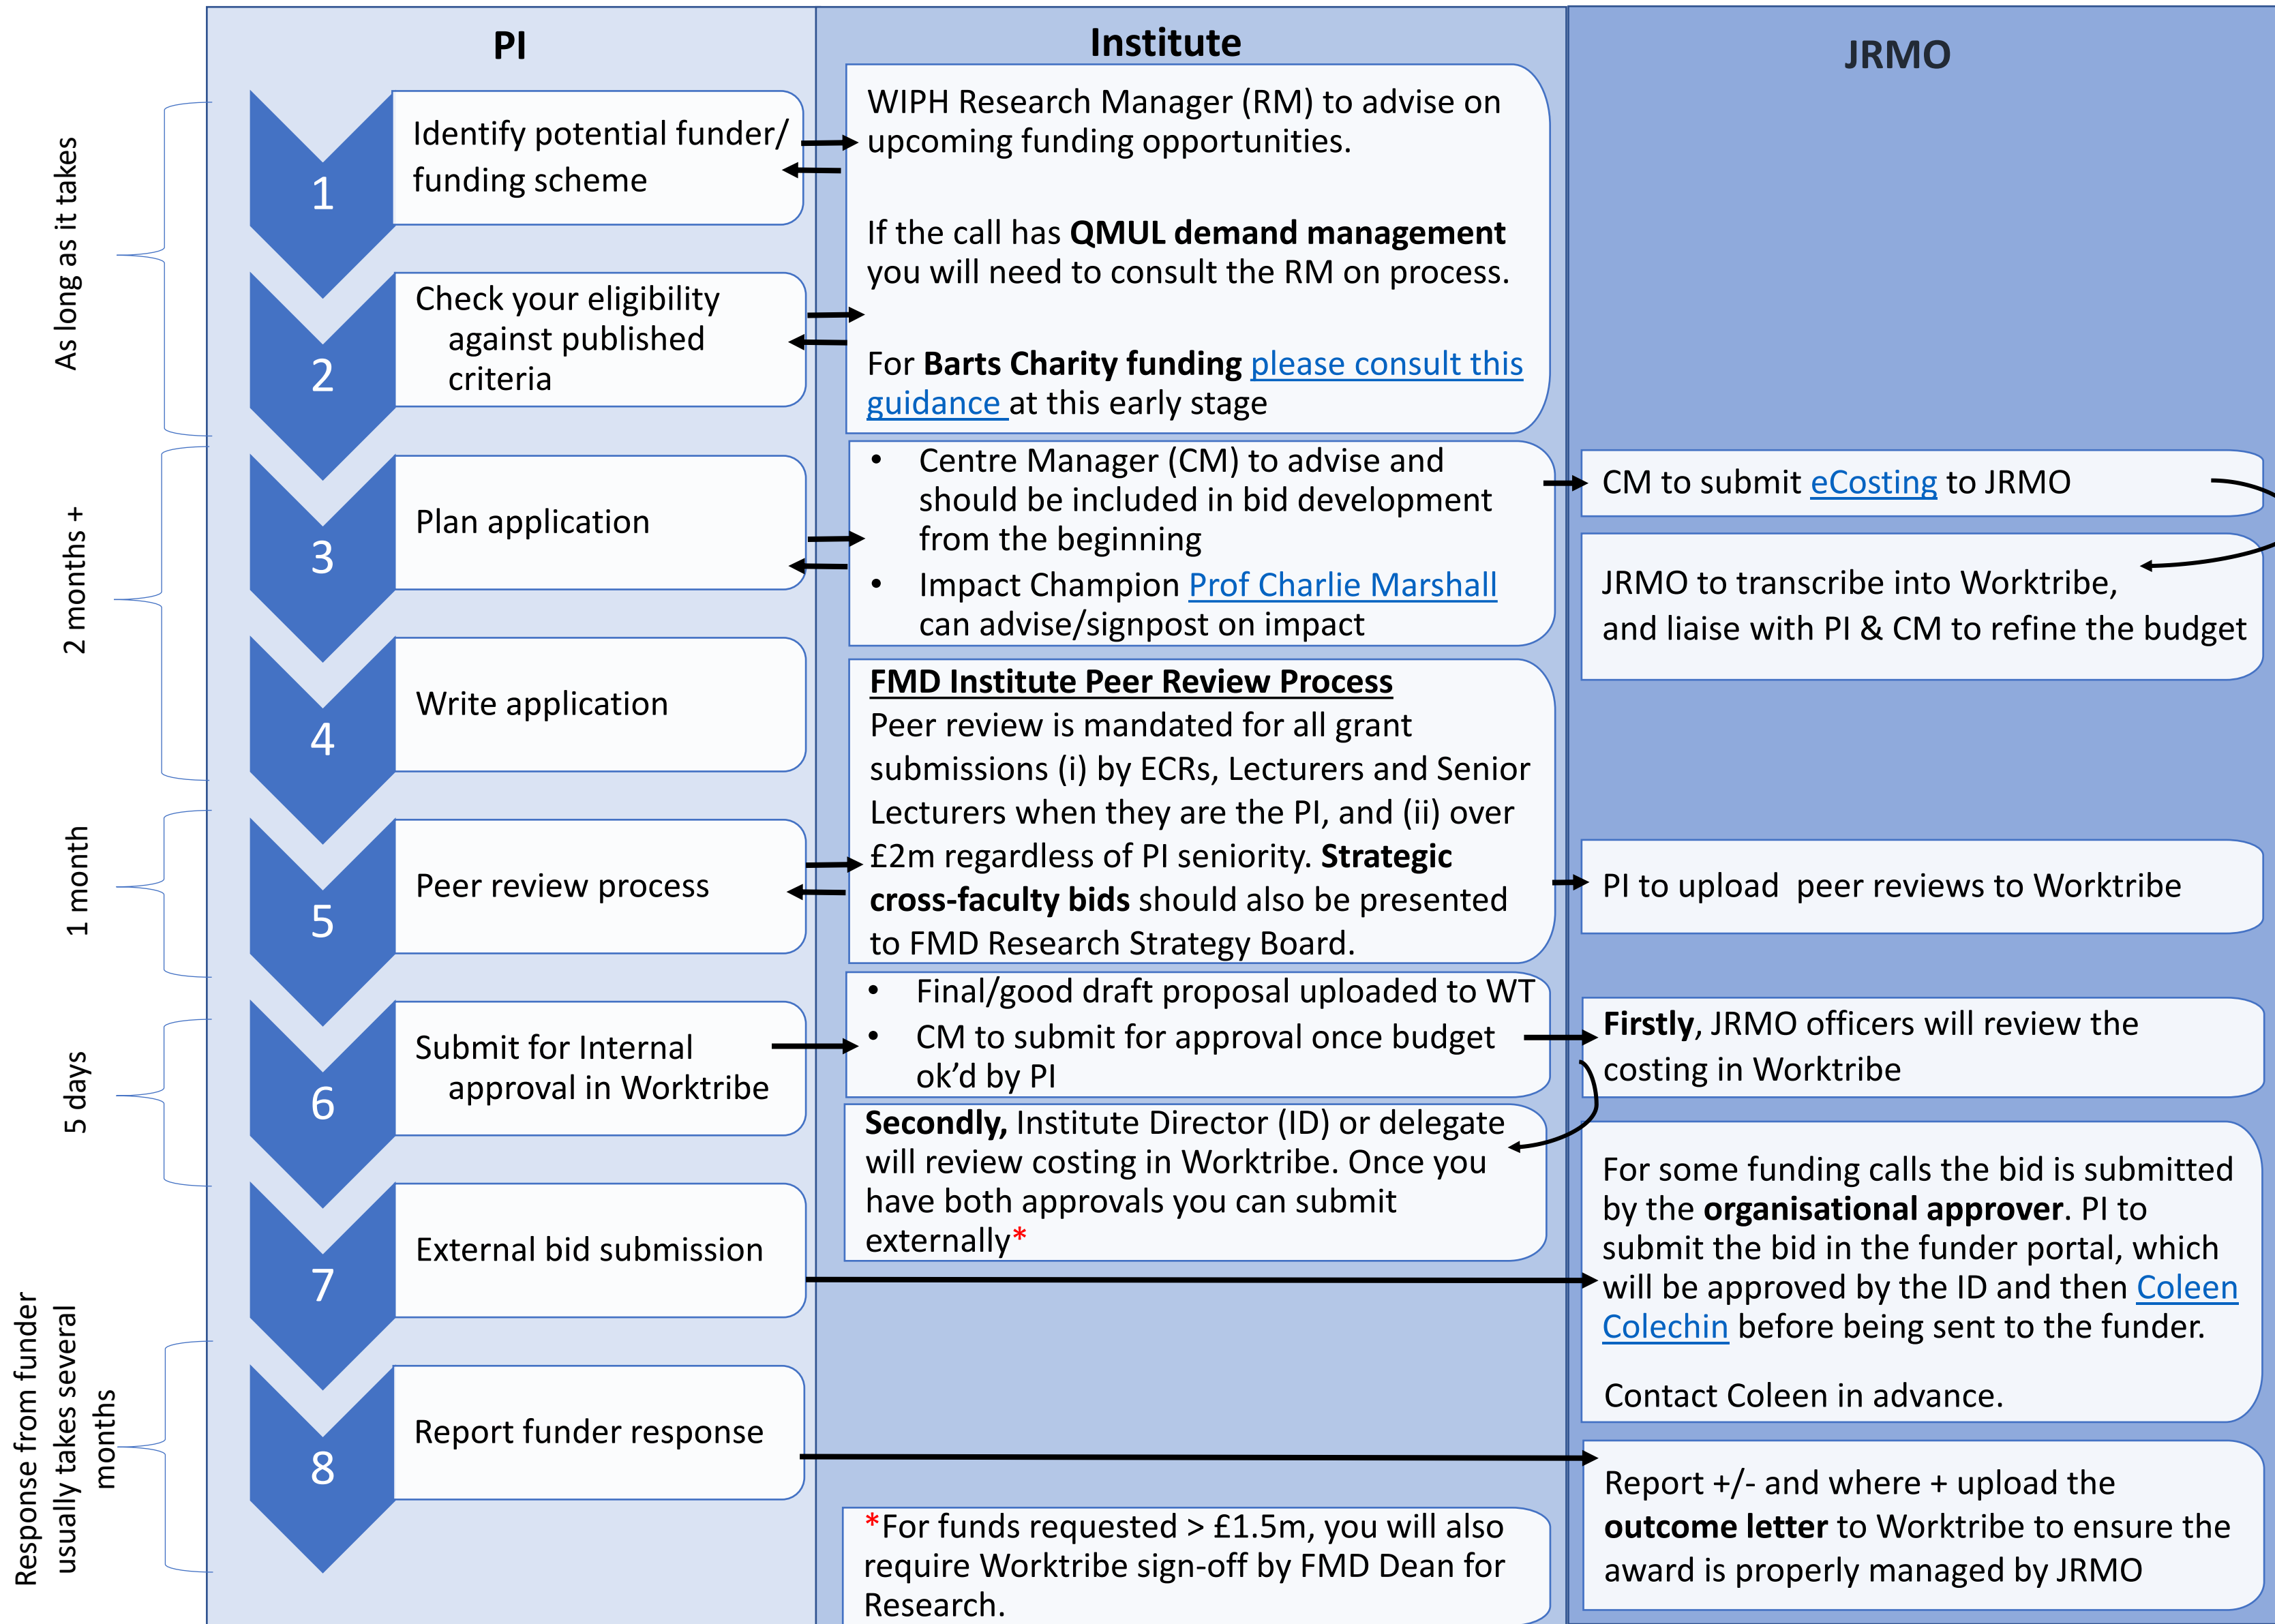 PI
Institute
JRMO
As long as it takes
2 months +
1 month
5 days
Response from funder
usually takes several
months
1
Identify potential funder/
funding scheme
2
Check your eligibility
against published
criteria
3
Plan application
4
Write application
5
Peer review process
6
Submit for Internal
approval in Worktribe
7
External bid submission
8
Report funder response
WIPH Research Manager (RM) to advise on
upcoming funding opportunities.
If the call has QMUL demand management
you will need to consult the RM on process.
For Barts Charity funding please consult this
guidance at this early stage
• Centre Manager (CM) to advise and
should be included in bid development
from the beginning
• Impact Champion Prof Charlie Marshall
can advise/signpost on impact
FMD Institute Peer Review Process
Peer review is mandated for all grant
submissions (i) by ECRs, Lecturers and Senior
Lecturers when they are the PI, and (ii) over
£2m regardless of PI seniority. Strategic
cross-faculty bids should also be presented
to FMD Research Strategy Board.
• Final/good draft proposal uploaded to WT
• CM to submit for approval once budget
ok’d by PI
Secondly, Institute Director (ID) or delegate
will review costing in Worktribe. Once you
have both approvals you can submit
externally*
*For funds requested > £1.5m, you will also
require Worktribe sign-off by FMD Dean for
Research.
CM to submit eCosting to JRMO
JRMO to transcribe into Worktribe,
and liaise with PI & CM to refine the budget
PI to upload peer reviews to Worktribe
Firstly, JRMO officers will review the
costing in Worktribe
For some funding calls the bid is submitted
by the organisational approver. PI to
submit the bid in the funder portal, which
will be approved by the ID and then Coleen
Colechin before being sent to the funder.
Contact Coleen in advance.
Report +/- and where + upload the
outcome letter to Worktribe to ensure the
award is properly managed by JRMO